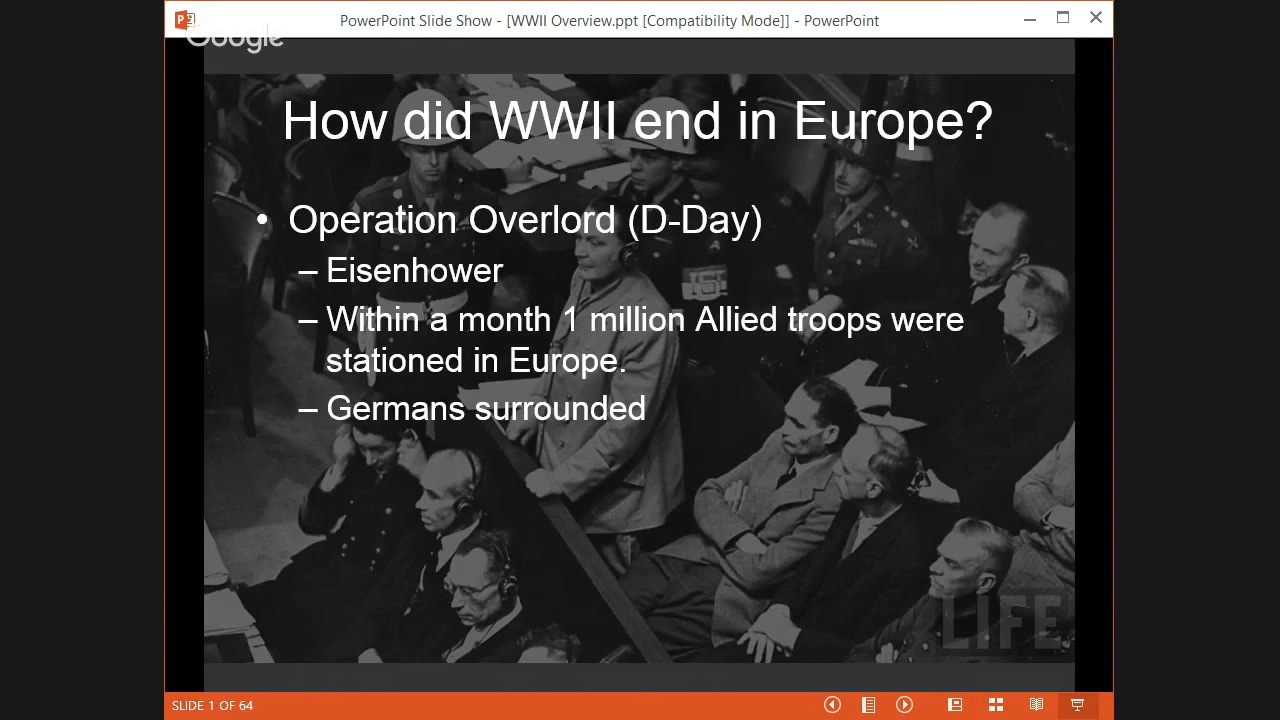 PowerPoint Slide Show - [WWII Overview.ppt [Compatibility Mode]] - PowerPoint
Google
How did WWII end in Europe?
• Operation Overlord (D-Day)
– Eisenhower
– Within a month 1 million Allied troops were
stationed in Europe.
– Germans surrounded
LIFE
SLIDE 1 OF 64